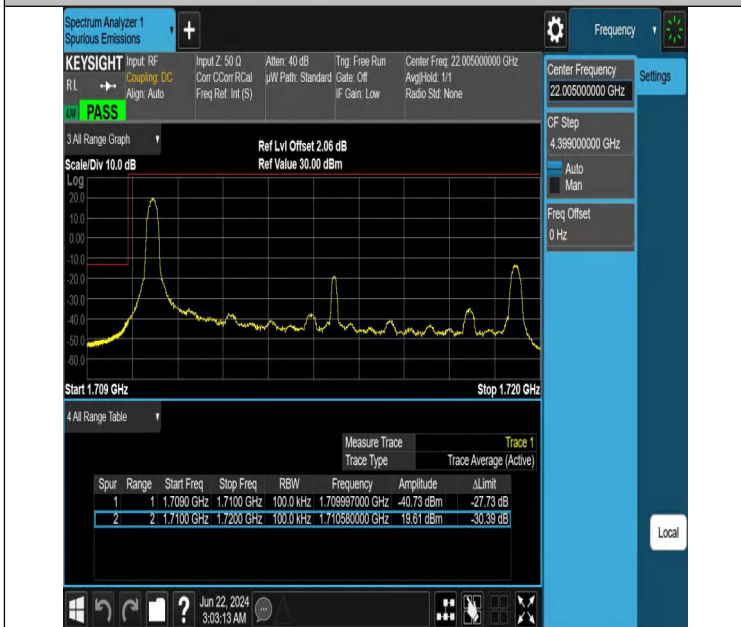 Spectrum Analyzer 1
Spurious Emissions
+
Frequency
KEYSIGHT
RL
Input: RF
Coupling: DC
Align: Auto
Input Z: 50 Ω
Corr CCorr RCal
Freq Ref: Int (S)
Atten: 40 dB
µW Path: Standard
Trig: Free Run
Gate: Off
IF Gain: Low
Center Freq: 22.005000000 GHz
Avg|Hold: 1/1
Radio Std: None
PASS
Center Frequency
22.005000000 GHz
Settings
CF Step
4.399000000 GHz
Auto
Man
Freq Offset
0 Hz
3 All Range Graph
Scale/Div 10.0 dB
Ref Lvl Offset 2.06 dB
Ref Value 30.00 dBm
Log
20.0
10.0
0.00
-10.0
-20.0
-30.0
-40.0
-50.0
-60.0
Start 1.709 GHz Stop 1.720 GHz
4 All Range Table
Measure Trace Trace 1
Trace Type Trace Average (Active)
Spur Range Start Freq Stop Freq RBW Frequency Amplitude ΔLimit
1 1 1.7090 GHz 1.7100 GHz 100.0 kHz 1.709997000 GHz -40.73 dBm -27.73 dB
2 2 1.7100 GHz 1.7200 GHz 100.0 kHz 1.710580000 GHz 19.61 dBm -30.39 dB
Local
?
Jun 22, 2024
3:03:13 AM